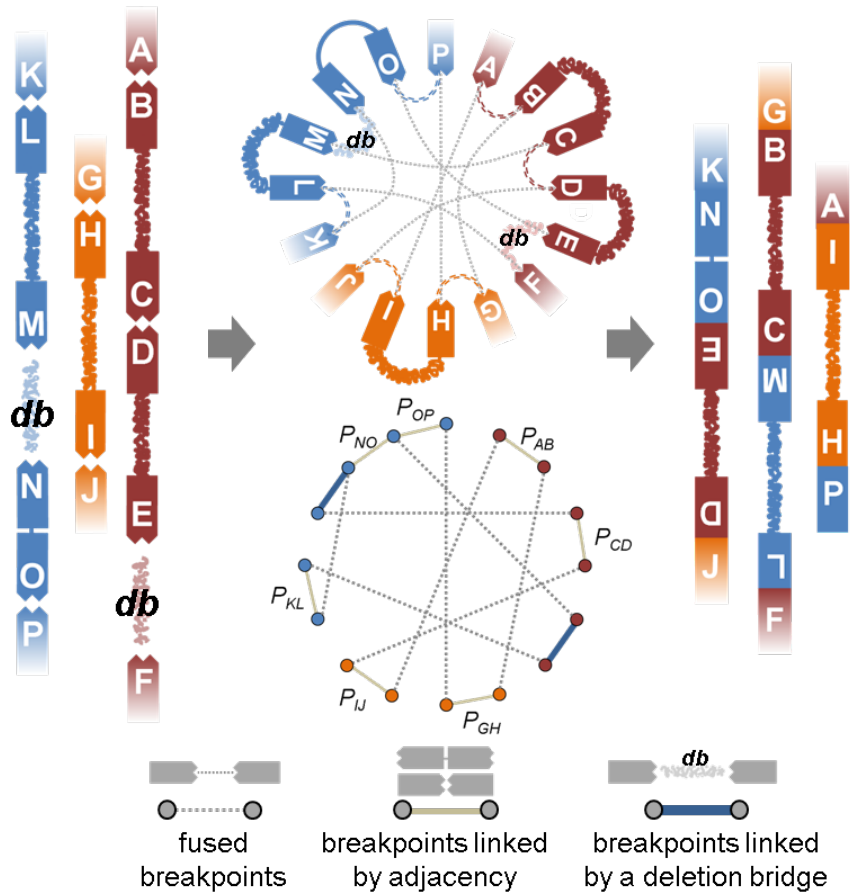 K
L
M
db
N
O
P
G
H
I
J
A
B
C
D
E
db
F
A
B
C
D
E
db
F
G
H
I
J
K
L
M
db
N
O
P
P_OP
P_NO
P_AB
P_CD
P_KL
P_IJ
P_GH
K
N
O
E
D
J
G
B
C
M
L
F
A
I
H
P
db
fused
breakpoints
breakpoints linked
by adjacency
breakpoints linked
by a deletion bridge